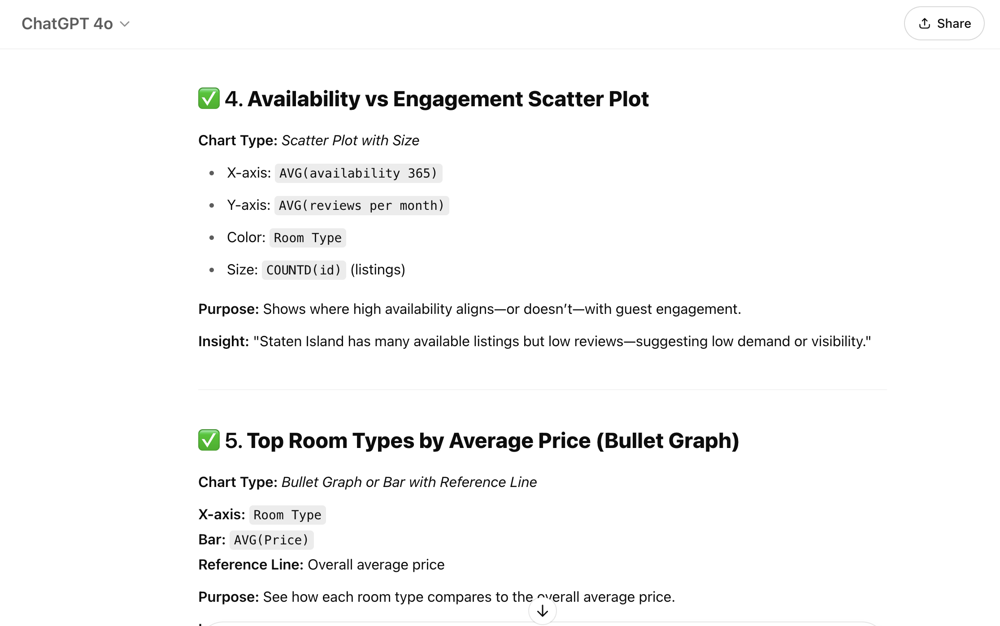 ChatGPT 4o
Share
✅ 4. Availability vs Engagement Scatter Plot
Chart Type: Scatter Plot with Size
• X-axis: AVG(availability 365)
• Y-axis: AVG(reviews per month)
• Color: Room Type
• Size: COUNTD(id) (listings)
Purpose: Shows where high availability aligns—or doesn’t—with guest engagement.
Insight: "Staten Island has many available listings but low reviews—suggesting low demand or visibility."
✅ 5. Top Room Types by Average Price (Bullet Graph)
Chart Type: Bullet Graph or Bar with Reference Line
X-axis: Room Type
Bar: AVG(Price)
Reference Line: Overall average price
Purpose: See how each room type compares to the overall average price.